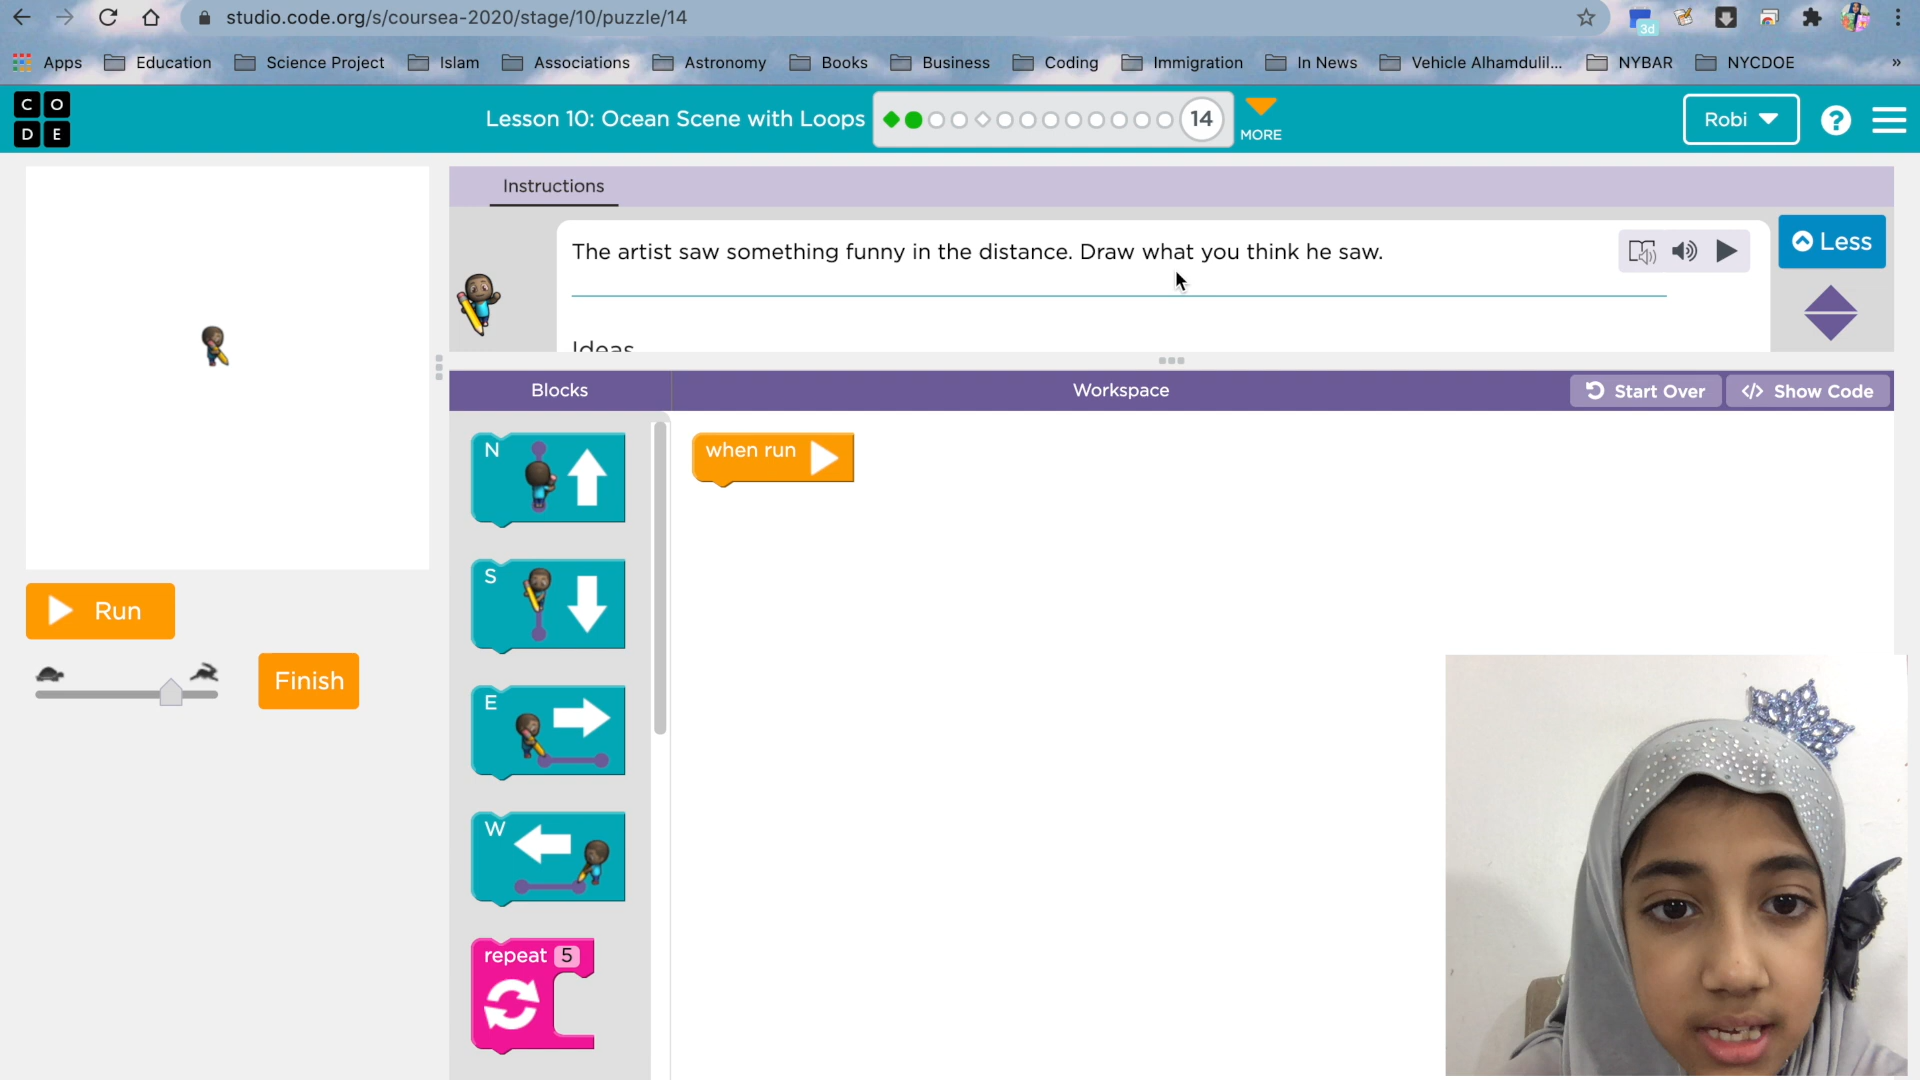 studio.code.org/s/coursea-2020/stage/10/puzzle/14
3d
Apps Education Science Project Islam Associations Astronomy Books Business Coding Immigration In News Vehicle Alhamdulil... NYBAR NYCDOE »
C O
D E
Lesson 10: Ocean Scene with Loops 14 MORE Robi ?
Instructions
The artist saw something funny in the distance. Draw what you think he saw.
Less
Ideas
Blocks Workspace Start Over </> Show Code
N
when run
S
Run
E
Finish
W
repeat 5